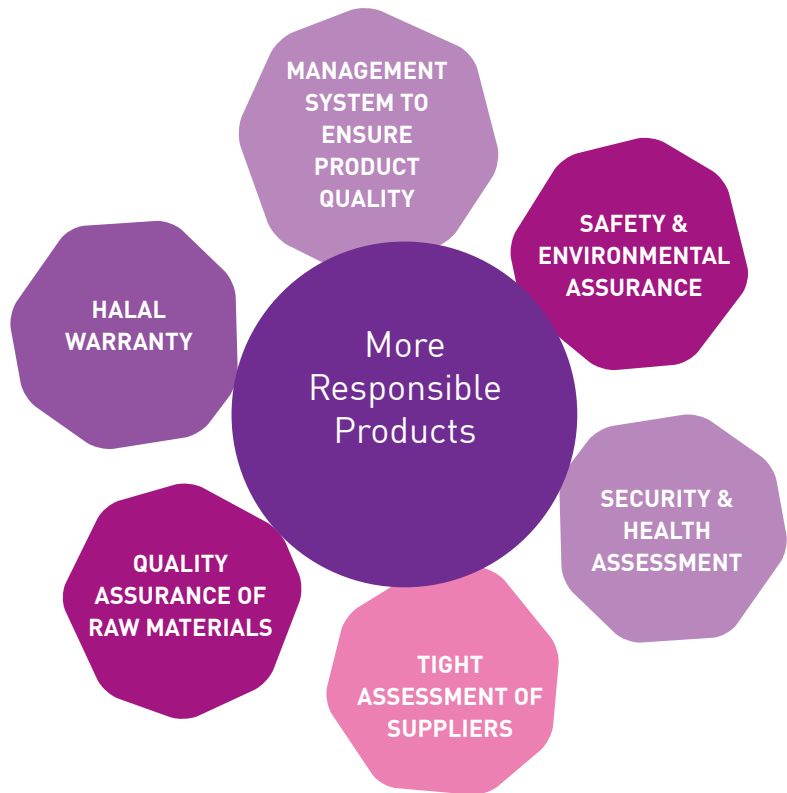 MANAGEMENT
SYSTEM TO
ENSURE
PRODUCT
QUALITY
SAFETY &
ENVIRONMENTAL
ASSURANCE
HALAL
WARRANTY
More
Responsible
Products
SECURITY &
HEALTH
ASSESSMENT
QUALITY
ASSURANCE OF
RAW MATERIALS
TIGHT
ASSESSMENT OF
SUPPLIERS